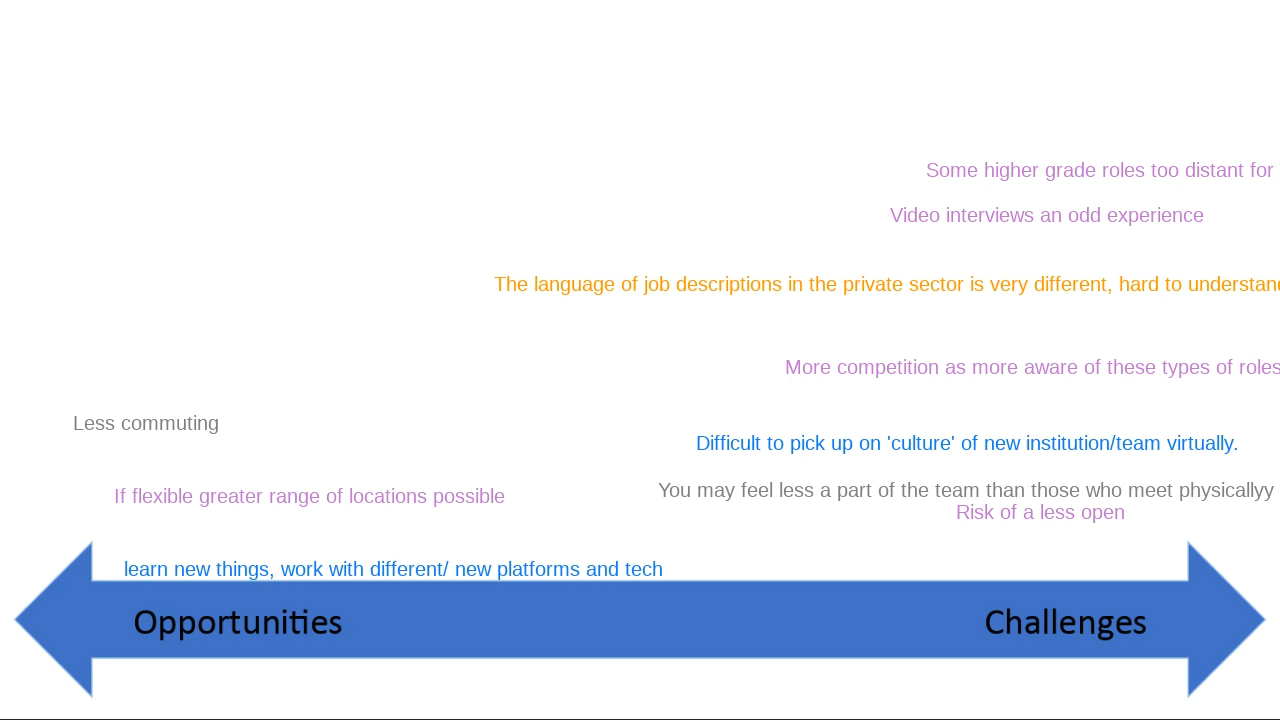 Some higher grade roles too distant for
Video interviews an odd experience
The language of job descriptions in the private sector is very different, hard to understand
More competition as more aware of these types of roles
Less commuting
Difficult to pick up on 'culture' of new institution/team virtually.
You may feel less a part of the team than those who meet physicallyy
If flexible greater range of locations possible
Risk of a less open
learn new things, work with different/ new platforms and tech
Opportunities
Challenges